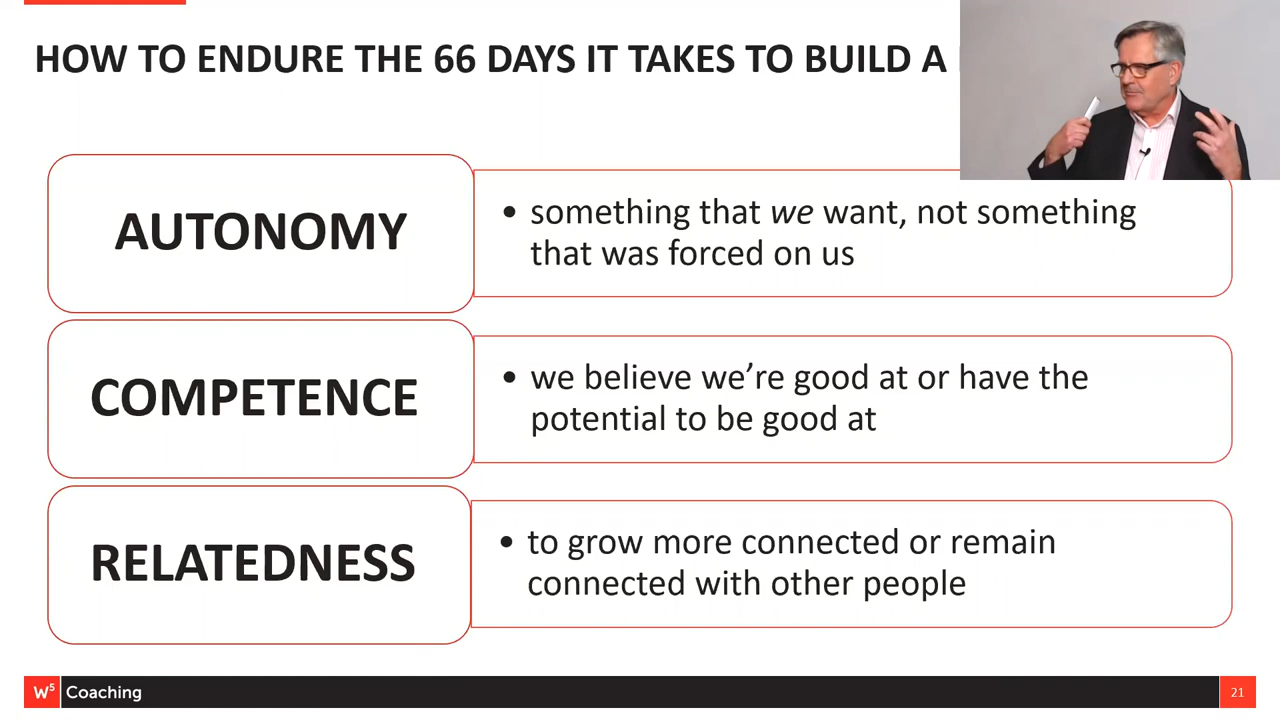 HOW TO ENDURE THE 66 DAYS IT TAKES TO BUILD A
AUTONOMY
• something that we want, not something
that was forced on us
COMPETENCE
• we believe we're good at or have the
potential to be good at
RELATEDNESS
• to grow more connected or remain
connected with other people
W⁵ Coaching
21